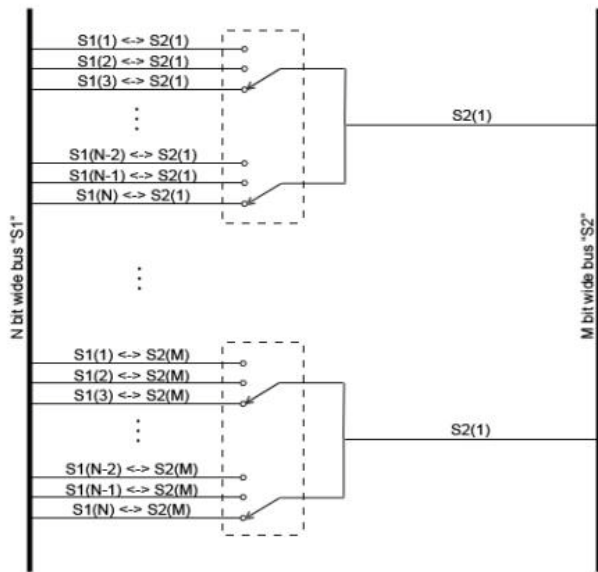 S1(1) <-> S2(1)
S1(2) <-> S2(1)
S1(3) <-> S2(1)
S2(1)
S1(N-2) <-> S2(1)
S1(N-1) <-> S2(1)
S1(N) <-> S2(1)
N bit wide bus "S1"
M bit wide bus "S2"
S1(1) <-> S2(M)
S1(2) <-> S2(M)
S1(3) <-> S2(M)
S2(1)
S1(N-2) <-> S2(M)
S1(N-1) <-> S2(M)
S1(N) <-> S2(M)